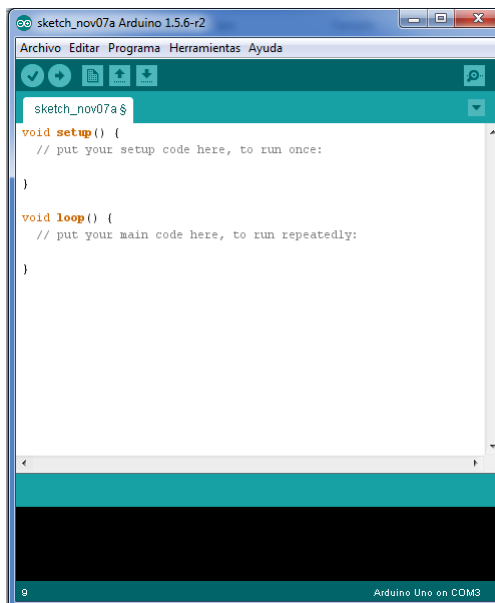 sketch_nov07a Arduino 1.5.6-r2
Archivo Editar Programa Herramientas Ayuda
sketch_nov07a §
void setup() {
// put your setup code here, to run once:
}
void loop() {
// put your main code here, to run repeatedly:
}
9 Arduino Uno on COM3